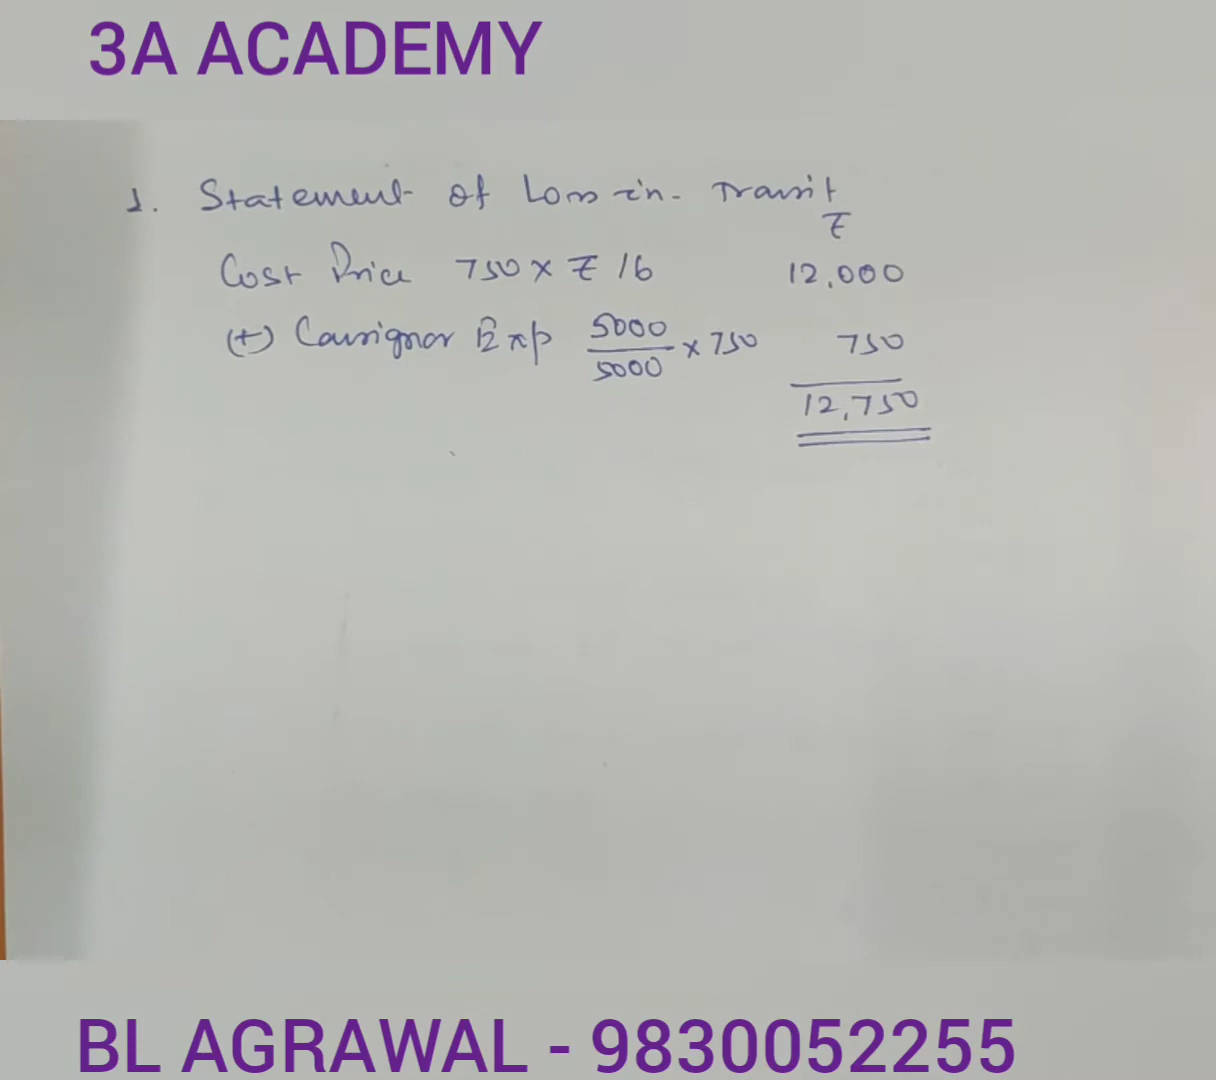 3A ACADEMY
1. Statement of Loss-in-Transit
₹
Cost Price 750 x ₹ 16 12,000
(+) Consignor Exp 5000/5000 x 750 750
12,750
BL AGRAWAL - 9830052255